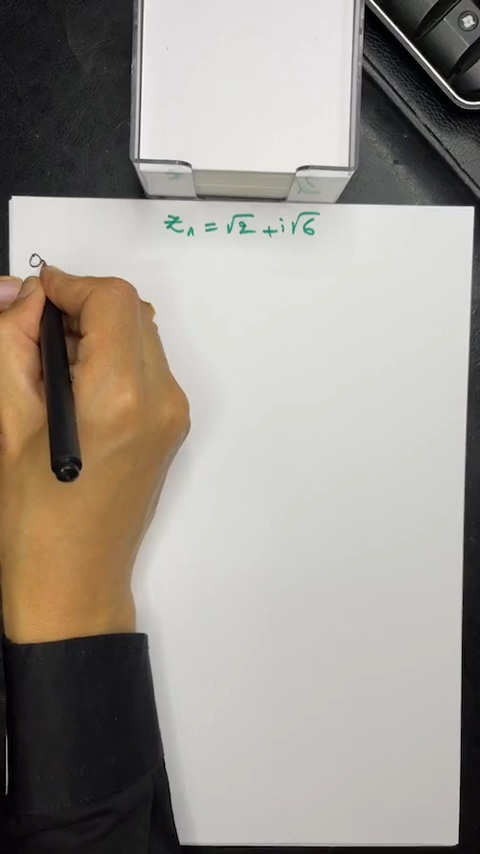 z₁ = √2 + i√6
O